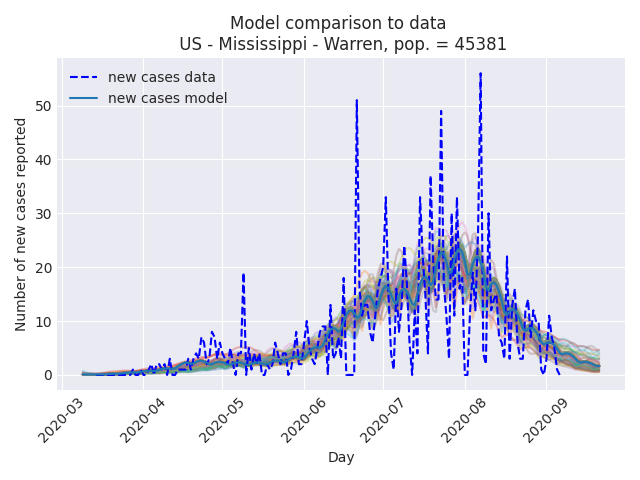 Model comparison to data
US - Mississippi - Warren, pop. = 45381
new cases data
new cases model
Number of new cases reported
50
40
30
20
10
0
2020-03
2020-04
2020-05
2020-06
2020-07
2020-08
2020-09
Day